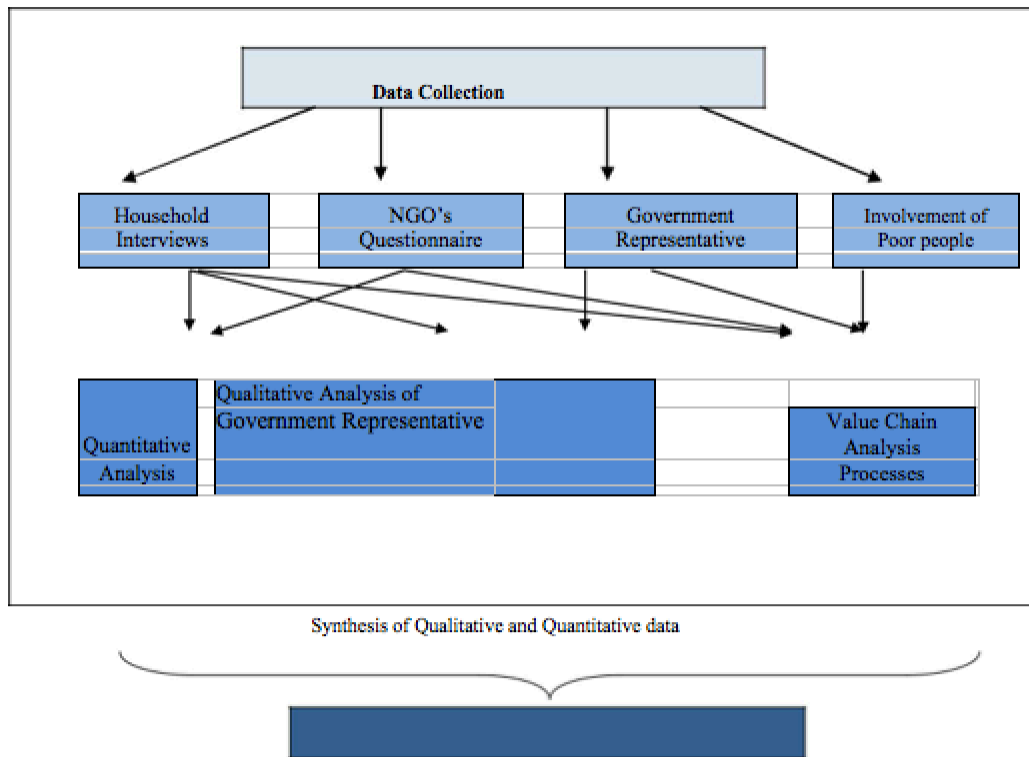 Data Collection
Household
Interviews
NGO's
Questionnaire
Government
Representative
Involvement of
Poor people
Quantitative
Analysis
Qualitative Analysis of
Government Representative
Value Chain
Analysis
Processes
Synthesis of Qualitative and Quantitative data